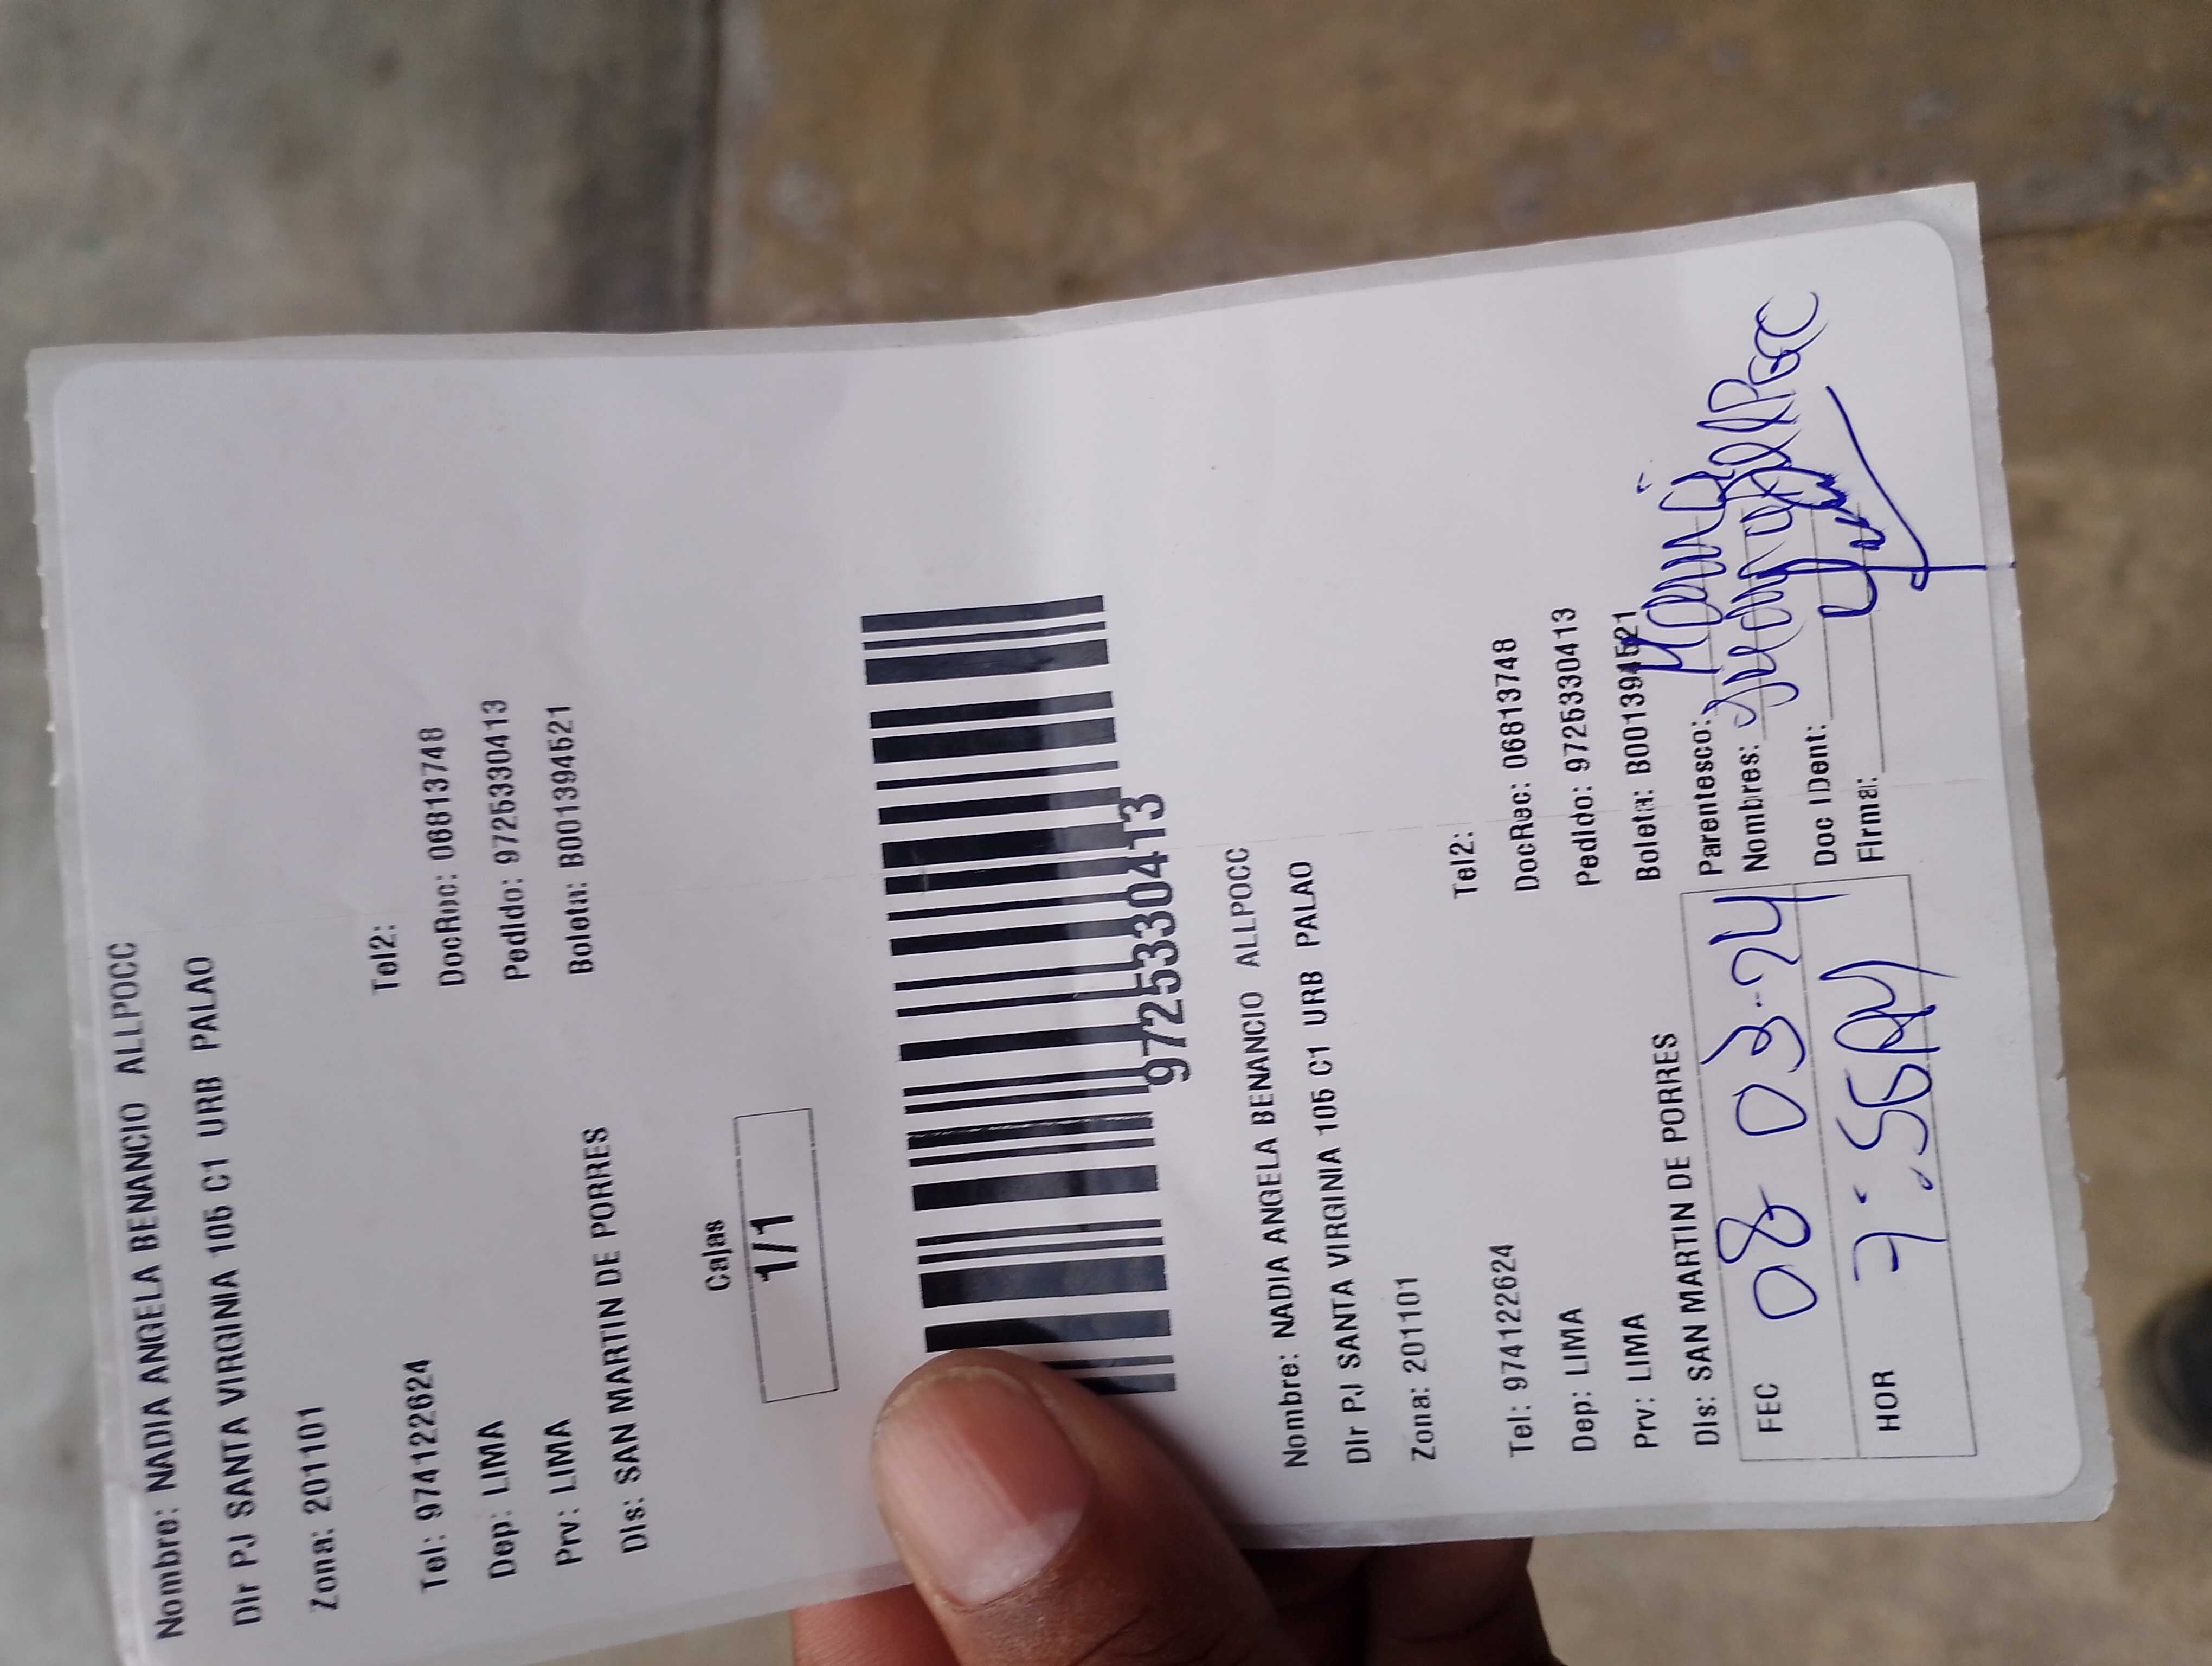 Nombre: NADIA ANGELA BENANCIO ALLPOCC
Dir PJ SANTA VIRGINIA 105 C1 URB PALAO
Zona: 201101
Tel: 974122624 Tel2:
Dep: LIMA DocRec: 06813748
Prv: LIMA Pedido: 9725330413
Dis: SAN MARTIN DE PORRES Boleta: B001394521
Cajas
1/1
9725330413
Nombre: NADIA ANGELA BENANCIO ALLPOCC
Dir PJ SANTA VIRGINIA 105 C1 URB PALAO
Zona: 201101
Tel: 974122624 Tel2:
Dep: LIMA DocRec: 06813748
Prv: LIMA Pedido: 9725330413
Dis: SAN MARTIN DE PORRES Boleta: B001394521
FEC 08 03-24 Parentesco:
Nombres:
HOR 7:56AM Doc IDent:
Firma: